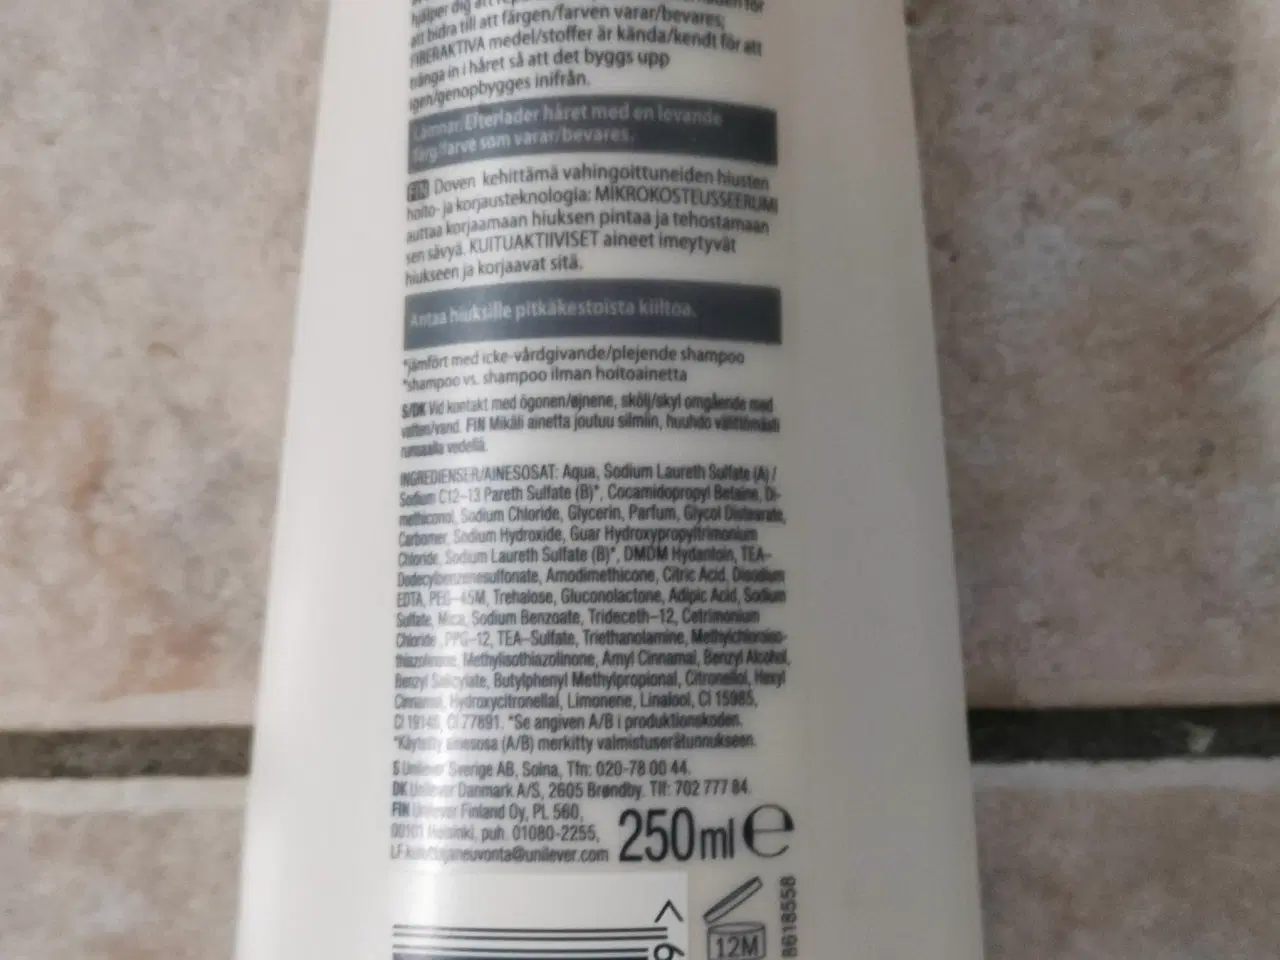 hjälper dig att
att bidra till att färgen/farven varar/bevares;
FIBERAKTIVA medel/stoffer är kända/kendt för att
tränga in i håret så att det byggs upp
igen/genopbygges inifrån.
Lämnar/Efterlader håret med en levande
färg/farve som varar/bevares.
FIN Doven kehittämä vahingoittuneiden hiusten
hoito- ja korjausteknologia: MIKROKOSTEUSSEERUMI
auttaa korjaamaan hiuksen pintaa ja tehostamaan
sen sävyä. KUITUAKTIIVISET aineet imeytyvät
hiukseen ja korjaavat sitä.
Antaa hiuksille pitkäkestoista kiiltoa.
*jämfört med icke-vårdgivande/plejende shampoo
*shampoo vs. shampoo ilman hoitoainetta
S/DK Vid kontakt med ögonen/øjnene, skölj/skyl omgående med
vatten/vand. FIN Mikäli ainetta joutuu silmiin, huuhdo välittömästi
runsaalla vedellä.
INGREDIENSER/AINESOSAT: Aqua, Sodium Laureth Sulfate (A) /
Sodium C12-13 Pareth Sulfate (B)*, Cocamidopropyl Betaine, Di-
methiconol, Sodium Chloride, Glycerin, Parfum, Glycol Distearate,
Carbomer, Sodium Hydroxide, Guar Hydroxypropyltrimonium
Chloride, Sodium Laureth Sulfate (B)*, DMDM Hydantoin, TEA-
Dodecylbenzenesulfonate, Amodimethicone, Citric Acid, Disodium
EDTA, PEG-45M, Trehalose, Gluconolactone, Adipic Acid, Sodium
Sulfate, Mica, Sodium Benzoate, Trideceth-12, Cetrimonium
Chloride, PPG-12, TEA-Sulfate, Triethanolamine, Methylchloroiso-
thiazolinone, Methylisothiazolinone, Amyl Cinnamal, Benzyl Alcohol,
Benzyl Salicylate, Butylphenyl Methylpropional, Citronellol, Hexyl
Cinnamal, Hydroxycitronellal, Limonene, Linalool, CI 15985,
CI 19140, CI 77891. *Se angiven A/B i produktionskoden.
*Käytetty ainesosa (A/B) merkitty valmistuserätunnukseen.
S Unilever Sverige AB, Solna, Tfn: 020-78 00 44.
DK Unilever Danmark A/S, 2605 Brøndby. Tlf: 702 777 84.
FIN Unilever Finland Oy, PL 560,
00101 Helsinki, puh. 01080-2255,
LF kuluttajaneuvonta@unilever.com
250ml e
< 6
12M
8618558